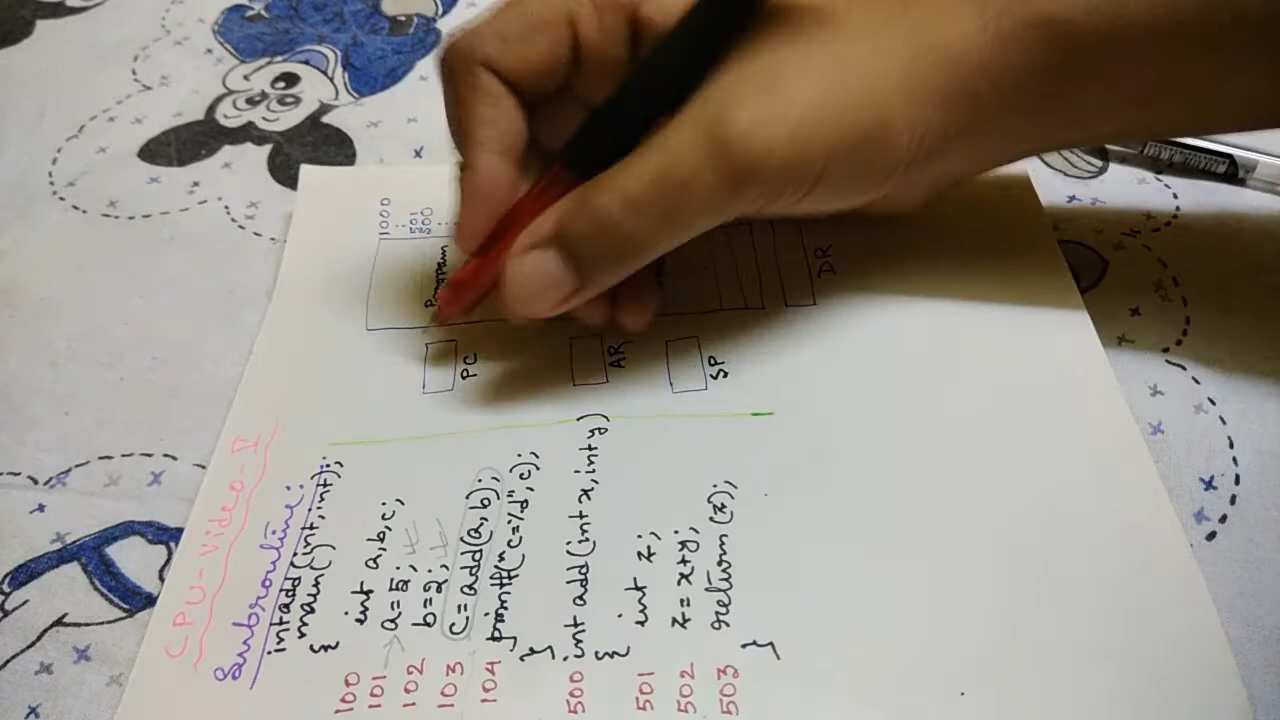 CPU-Video-V
Subroutine:
int add(int, int);
main()
{
100 int a,b,c;
101 a=5;
102 b=2;
103 c=add(a,b);
104 printf("c=%d",c);
}
500 int add(int x, int y)
{
501 int z;
502 z=x+y;
503 return(z);
}
1000
501
500
Program
PC
AR
SP
DR